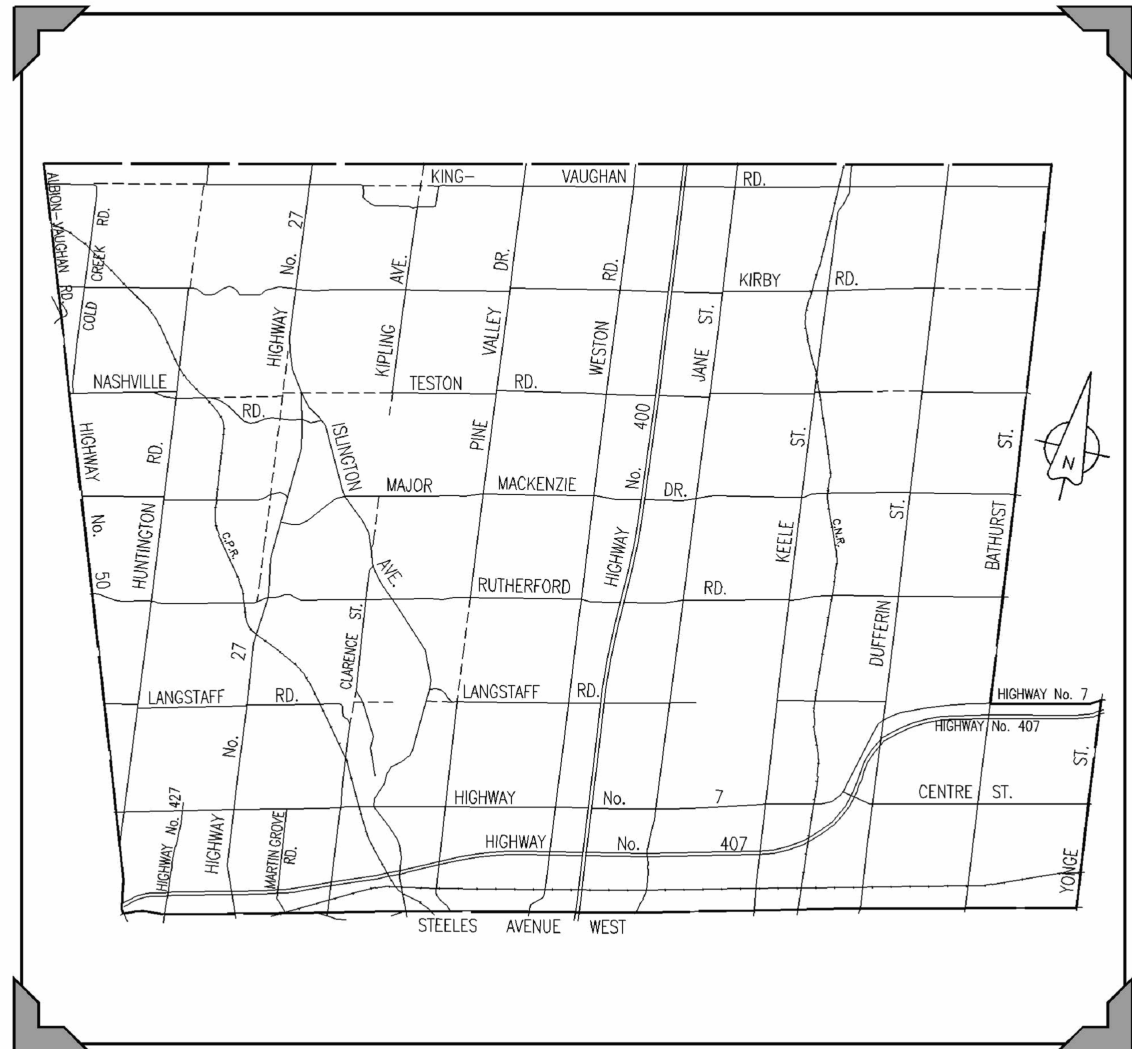 KING- VAUGHAN RD.
ALBION-VAUGHAN RD.
COLD CREEK RD.
HIGHWAY No. 27
KIPLING AVE.
PINE VALLEY DR.
WESTON RD.
JANE ST.
KIRBY RD.
NASHVILLE RD.
TESTON RD.
HIGHWAY No. 50
HUNTINGTON RD.
ISLINGTON AVE.
HIGHWAY No. 400
KEELE ST.
DUFFERIN ST.
BATHURST ST.
N
MAJOR MACKENZIE DR.
C.P.R.
C.N.R.
RUTHERFORD RD.
CLARENCE ST.
LANGSTAFF RD.
LANGSTAFF RD.
HIGHWAY No. 27
HIGHWAY No. 7
HIGHWAY No. 407
CENTRE ST.
YONGE ST.
HIGHWAY No. 7
HIGHWAY No. 427
MARTIN GROVE RD.
HIGHWAY No. 407
STEELES AVENUE WEST